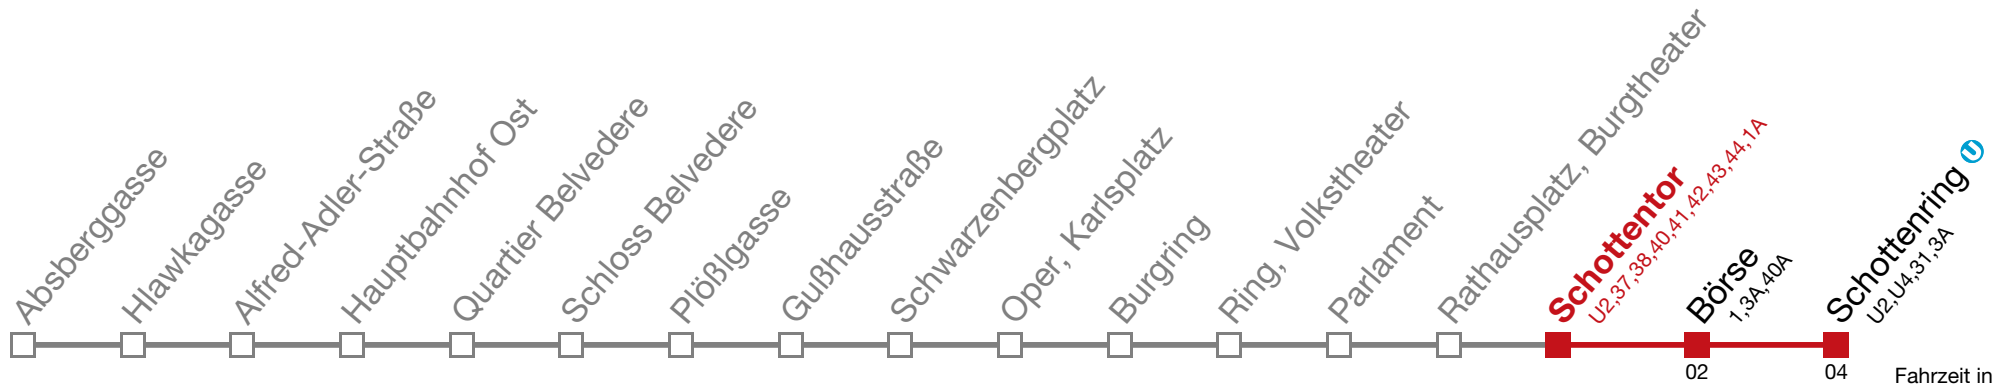 Absberggasse
Hlawkagasse
Alfred-Adler-Straße
Hauptbahnhof Ost
Quartier Belvedere
Schloss Belvedere
Plößlgasse
Gußhausstraße
Schwarzenbergplatz
Oper, Karlsplatz
Burgring
Ring, Volkstheater
Parlament
Rathausplatz, Burgtheater
Schottentor
U2,37,38,40,41,42,43,44,1A
Börse
1,3A,40A
Schottenring U
U2,U4,31,3A
02
04
Fahrzeit in